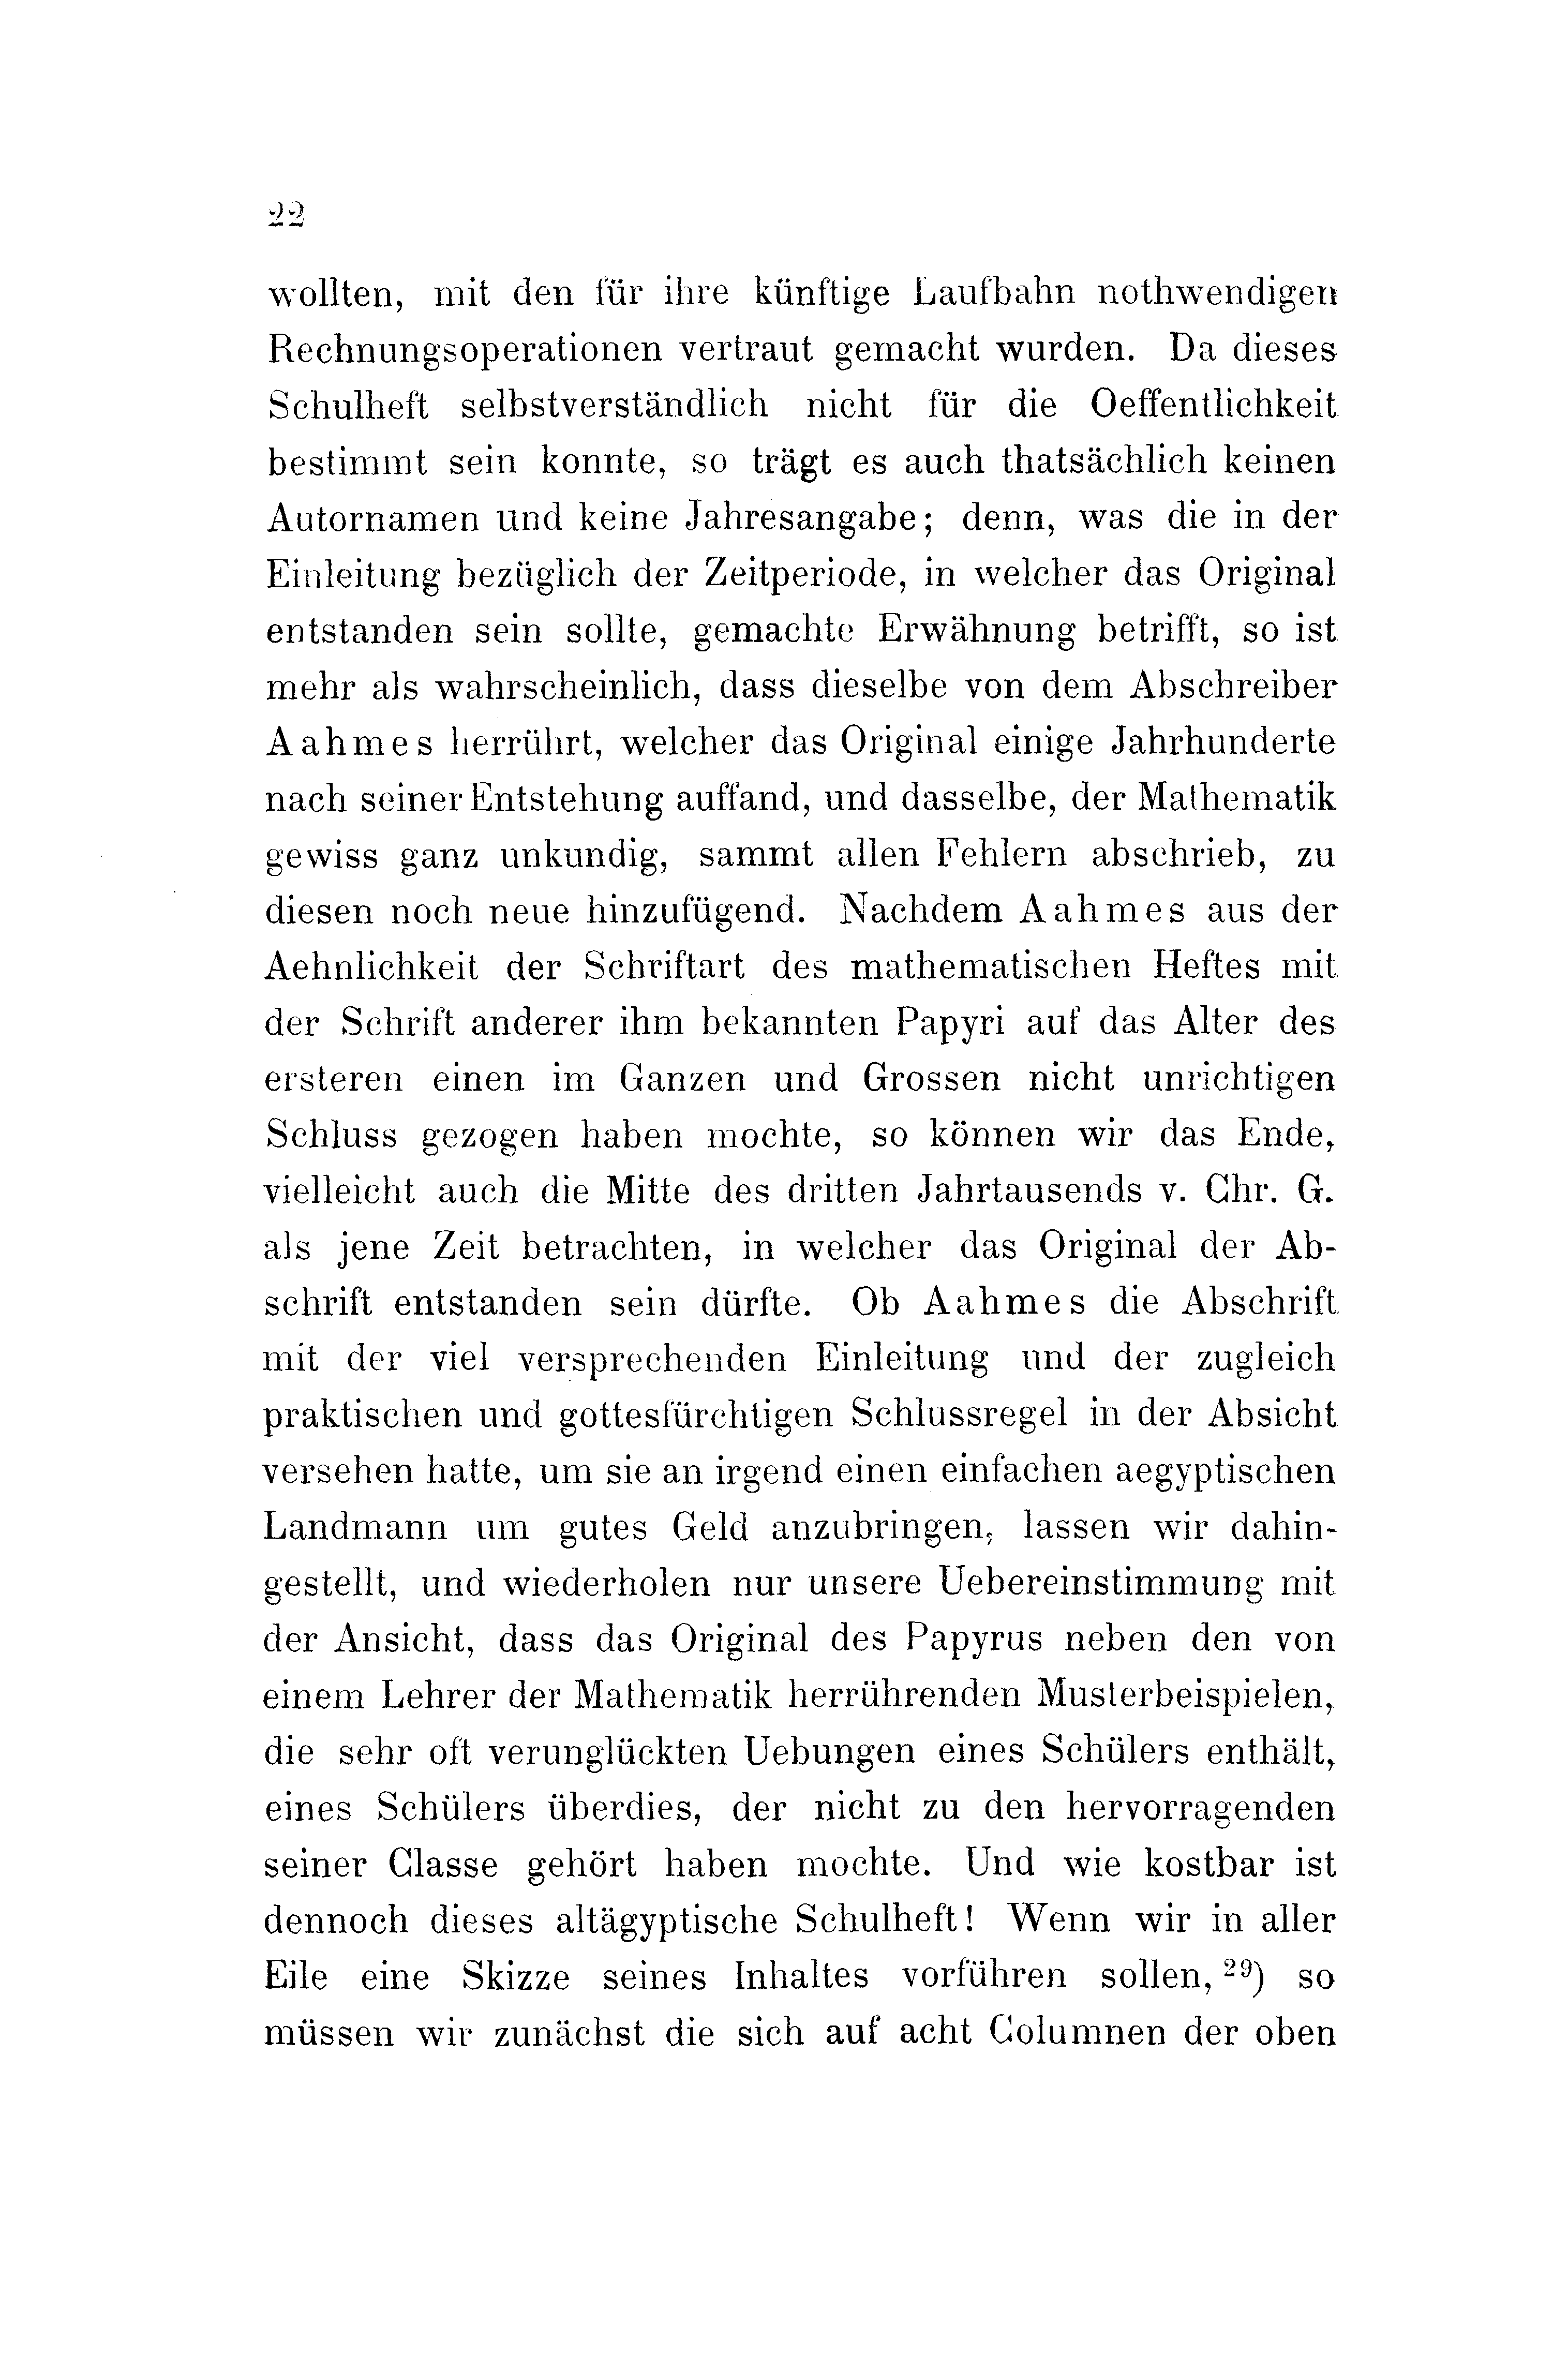 22
wollten, mit den für ihre künftige Laufbahn nothwendigen
Rechnungsoperationen vertraut gemacht wurden. Da dieses
Schulheft selbstverständlich nicht für die Oeffentlichkeit
bestimmt sein konnte, so trägt es auch thatsächlich keinen
Autornamen und keine Jahresangabe; denn, was die in der
Einleitung bezüglich der Zeitperiode, in welcher das Original
entstanden sein sollte, gemachte Erwähnung betrifft, so ist
mehr als wahrscheinlich, dass dieselbe von dem Abschreiber
Aahmes herrührt, welcher das Original einige Jahrhunderte
nach seiner Entstehung auffand, und dasselbe, der Mathematik
gewiss ganz unkundig, sammt allen Fehlern abschrieb, zu
diesen noch neue hinzufügend. Nachdem Aahmes aus der
Aehnlichkeit der Schriftart des mathematischen Heftes mit
der Schrift anderer ihm bekannten Papyri auf das Alter des
ersteren einen im Ganzen und Grossen nicht unrichtigen
Schluss gezogen haben mochte, so können wir das Ende,
vielleicht auch die Mitte des dritten Jahrtausends v. Chr. G.
als jene Zeit betrachten, in welcher das Original der Ab-
schrift entstanden sein dürfte. Ob Aahmes die Abschrift
mit der viel versprechenden Einleitung und der zugleich
praktischen und gottesfürchtigen Schlussregel in der Absicht
versehen hatte, um sie an irgend einen einfachen aegyptischen
Landmann um gutes Geld anzubringen, lassen wir dahin-
gestellt, und wiederholen nur unsere Uebereinstimmung mit
der Ansicht, dass das Original des Papyrus neben den von
einem Lehrer der Mathematik herrührenden Musterbeispielen,
die sehr oft verunglückten Uebungen eines Schülers enthält,
eines Schülers überdies, der nicht zu den hervorragenden
seiner Classe gehört haben mochte. Und wie kostbar ist
dennoch dieses altägyptische Schulheft! Wenn wir in aller
Eile eine Skizze seines Inhaltes vorführen sollen, ²⁹) so
müssen wir zunächst die sich auf acht Columnen der oben